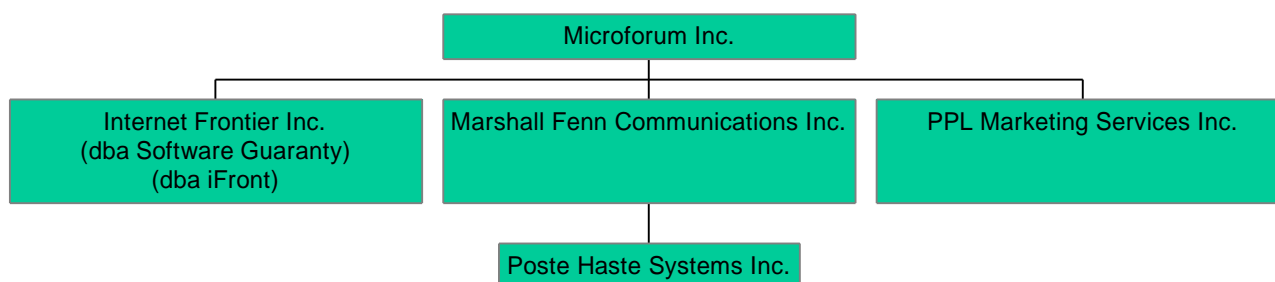 Microforum Inc.
Internet Frontier Inc.
(dba Software Guaranty)
(dba iFront)
Marshall Fenn Communications Inc.
PPL Marketing Services Inc.
Poste Haste Systems Inc.